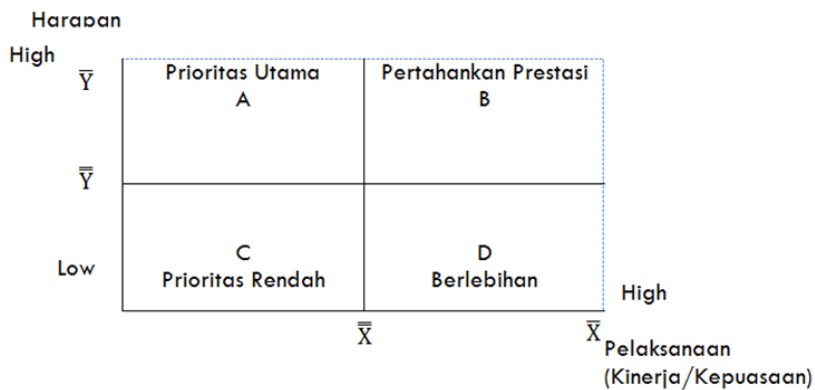 Harapan
High
Y̅
Prioritas Utama
A
Pertahankan Prestasi
B
Y̿
Low
C
Prioritas Rendah
D
Berlebihan
High
X̿
X̅
Pelaksanaan
(Kinerja/Kepuasaan)